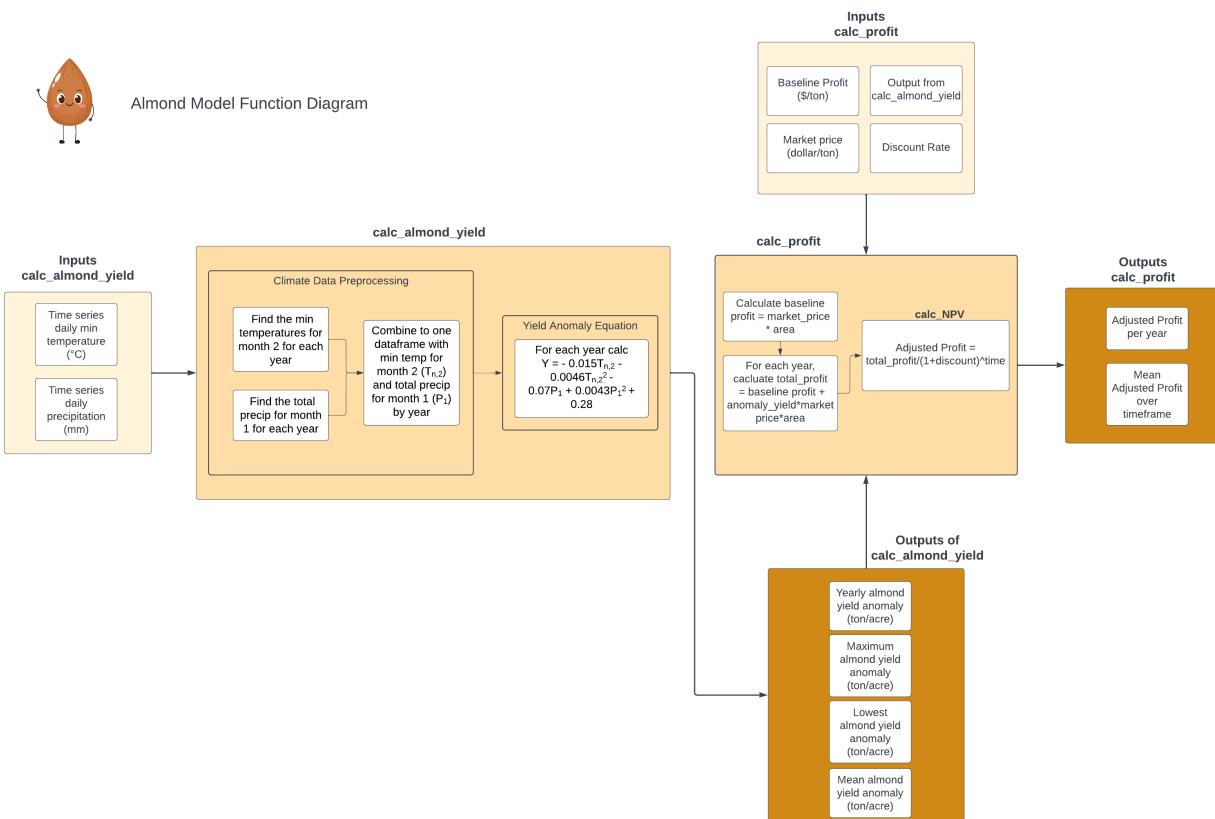 Almond Model Function Diagram
Inputs
calc_profit
Baseline Profit
($/ton)
Output from
calc_almond_yield
Market price
(dollar/ton)
Discount Rate
Inputs
calc_almond_yield
Time series
daily min
temperature
(°C)
Time series
daily
precipitation
(mm)
calc_almond_yield
Climate Data Preprocessing
Find the min
temperatures for
month 2 for each
year
Find the total
precip for month
1 for each year
Combine to one
dataframe with
min temp for
month 2 (Tₙ,₂)
and total precip
for month 1 (P₁)
by year
Yield Anomaly Equation
For each year calc
Y = - 0.015Tₙ,₂ -
0.0046Tₙ,₂² -
0.07P₁ + 0.0043P₁² +
0.28
calc_profit
Calculate baseline
profit = market_price
* area
For each year,
cacluate total_profit
= baseline profit +
anomaly_yield*market
price*area
calc_NPV
Adjusted Profit =
total_profit/(1+discount)^time
Outputs
calc_profit
Adjusted Profit
per year
Mean
Adjusted Profit
over
timeframe
Outputs of
calc_almond_yield
Yearly almond
yield anomaly
(ton/acre)
Maximum
almond yield
anomaly
(ton/acre)
Lowest
almond yield
anomaly
(ton/acre)
Mean almond
yield anomaly
(ton/acre)